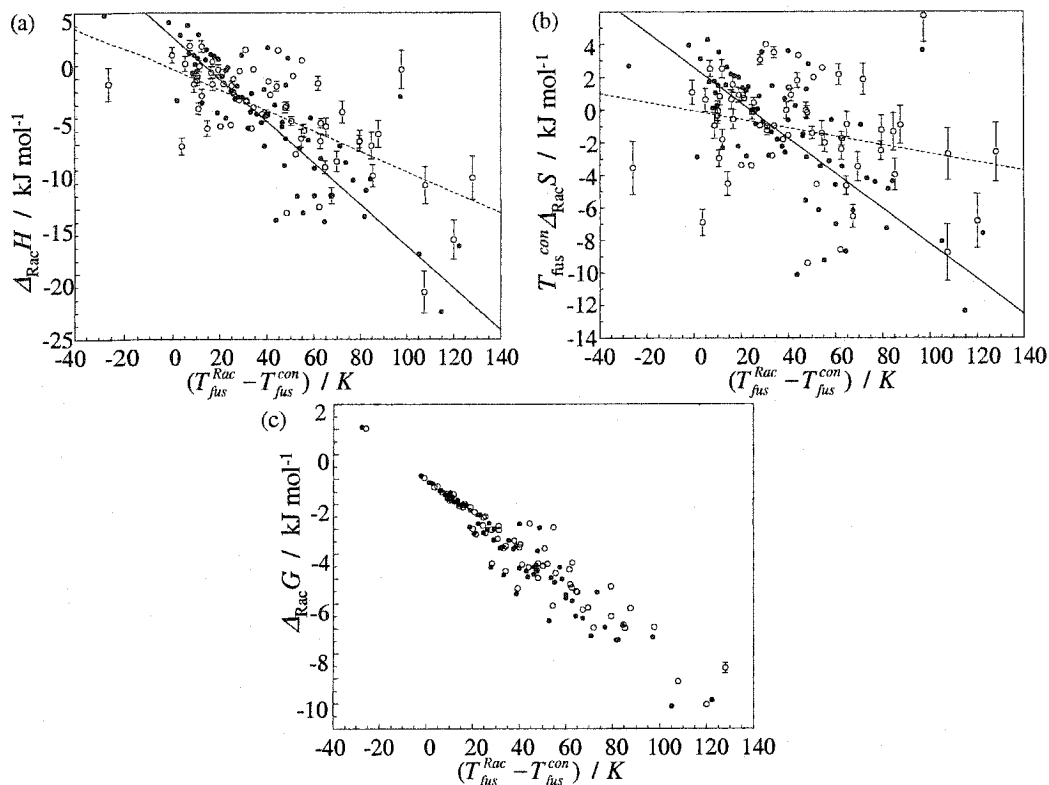 (a)
5
0
-5
-10
-15
-20
-25
Δ_Rac H / kJ mol⁻¹
-40 -20 0 20 40 60 80 100 120 140
(T_fus^Rac − T_fus^con) / K
(b)
4
2
0
-2
-4
-6
-8
-10
-12
-14
T_fus^con Δ_Rac S / kJ mol⁻¹
-40 -20 0 20 40 60 80 100 120 140
(T_fus^Rac − T_fus^con) / K
(c)
2
0
-2
-4
-6
-8
-10
Δ_Rac G / kJ mol⁻¹
-40 -20 0 20 40 60 80 100 120 140
(T_fus^Rac − T_fus^con) / K